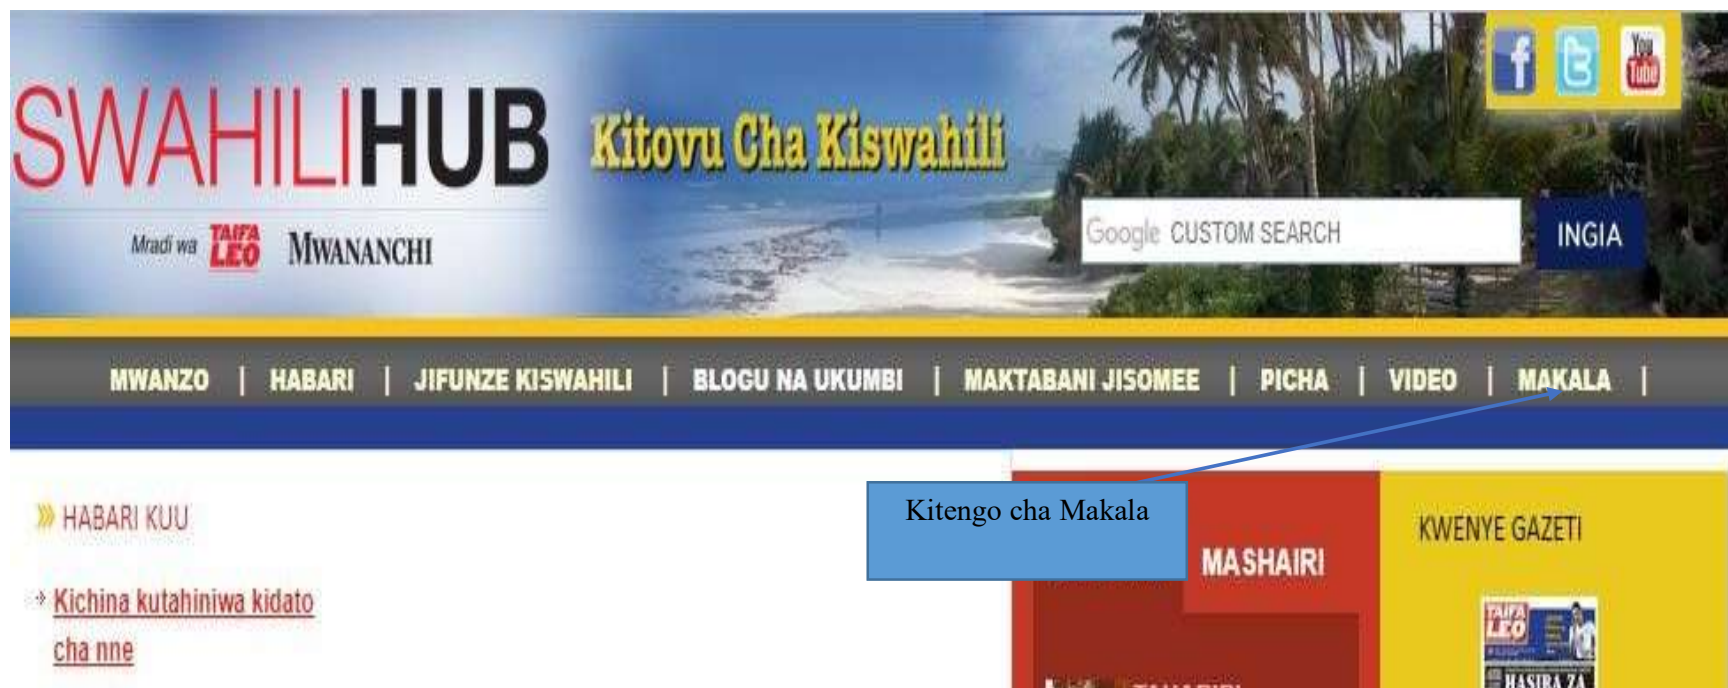 SWAHILIHUB
Kitovu Cha Kiswahili
You
Tube
Mradi wa TAIFA LEO MWANANCHI
Google CUSTOM SEARCH
INGIA
MWANZO | HABARI | JIFUNZE KISWAHILI | BLOGU NA UKUMBI | MAKTABANI JISOMEE | PICHA | VIDEO | MAKALA |
HABARI KUU
Kitengo cha Makala
KWENYE GAZETI
MASHAIRI
Kichina kutahiniwa kidato
cha nne
TAIFA
LEO
HASIRA ZA